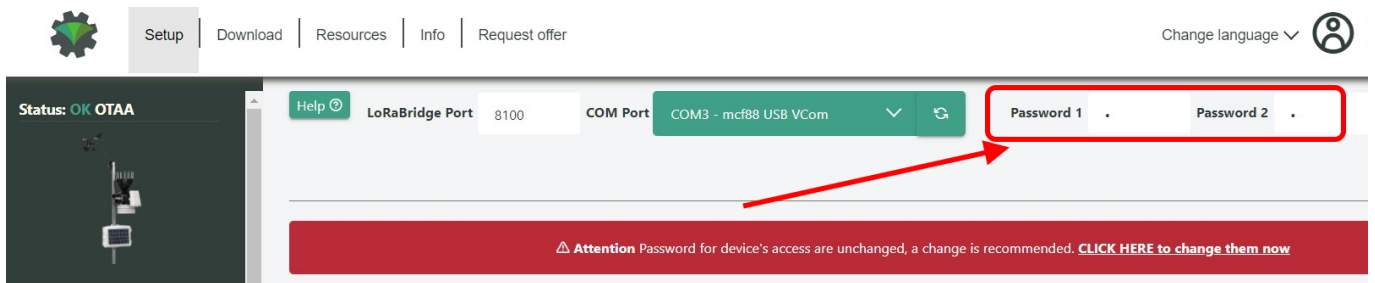 Setup
Download
Resources
Info
Request offer
Change language
Status: OK OTAA
Help
LoRaBridge Port
8100
COM Port
COM3 - mcf88 USB VCom
Password 1
Password 2
Attention Password for device's access are unchanged, a change is recommended. CLICK HERE to change them now